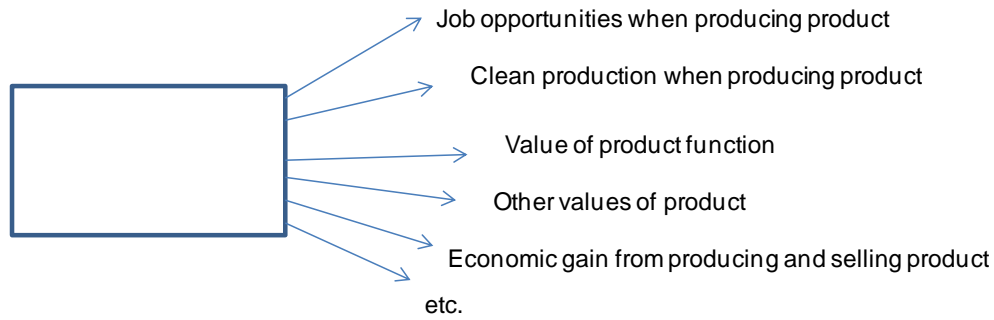 Job opportunities when producing product
Clean production when producing product
Value of product function
Other values of product
Economic gain from producing and selling product
etc.